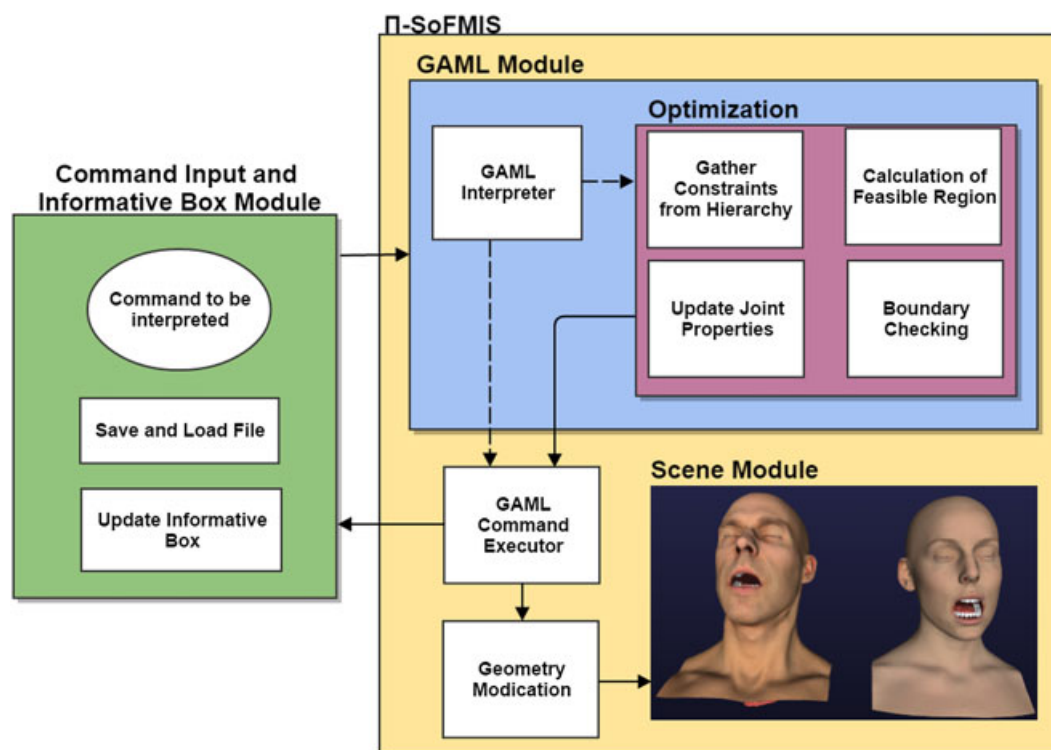 Π-SoFMIS
GAML Module
Optimization
Command Input and
Informative Box Module
GAML
Interpreter
Gather
Constraints
from Hierarchy
Calculation of
Feasible Region
Command to be
interpreted
Update Joint
Properties
Boundary
Checking
Save and Load File
Update Informative
Box
GAML
Command
Executor
Scene Module
Geometry
Modication